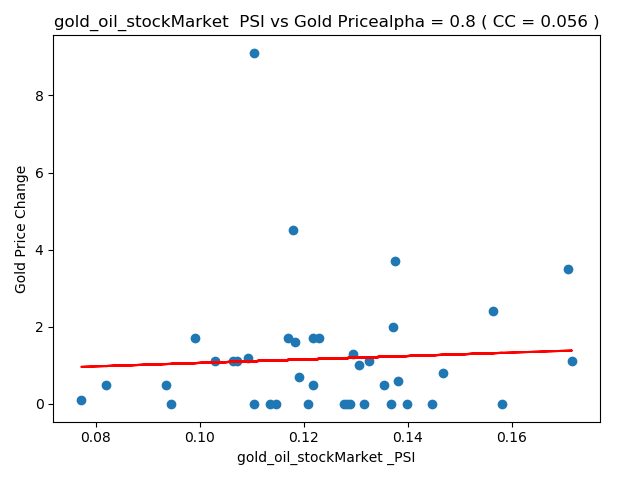 gold_oil_stockMarket  PSI vs Gold Pricealpha = 0.8 ( CC = 0.056 )
Gold Price Change
8
6
4
2
0
0.08 0.10 0.12 0.14 0.16
gold_oil_stockMarket _PSI